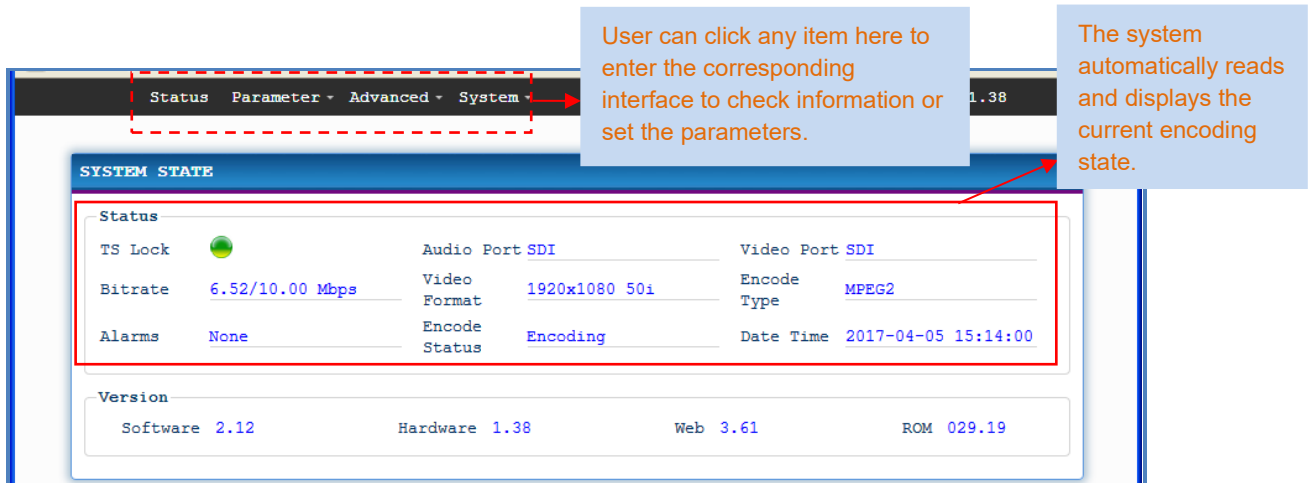 User can click any item here to
enter the corresponding
interface to check information or
set the parameters.
The system
automatically reads
and displays the
current encoding
state.
Status Parameter Advanced System 1.38
SYSTEM STATE
Status
TS Lock Audio Port SDI Video Port SDI
Bitrate 6.52/10.00 Mbps Video Format 1920x1080 50i Encode Type MPEG2
Alarms None Encode Status Encoding Date Time 2017-04-05 15:14:00
Version
Software 2.12 Hardware 1.38 Web 3.61 ROM 029.19